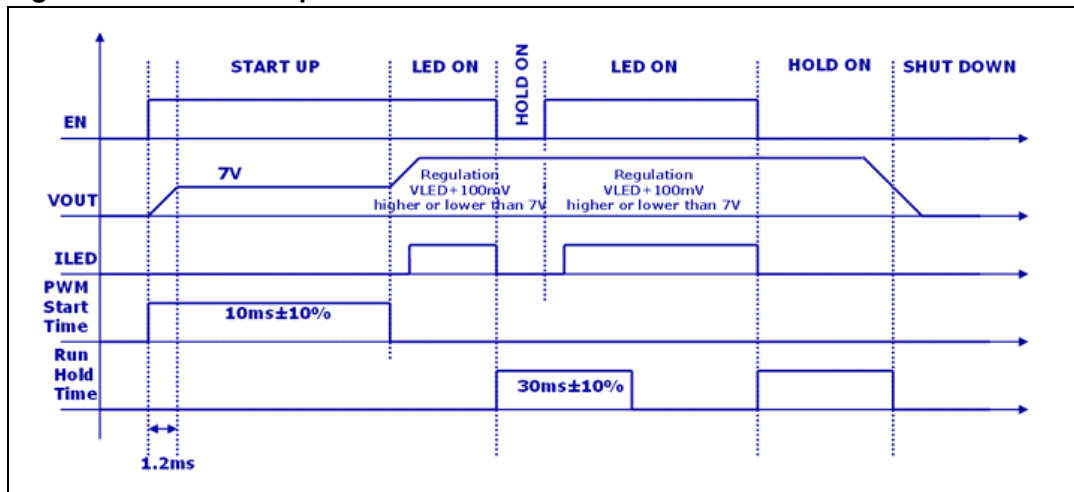 START UP
LED ON
HOLD ON
LED ON
HOLD ON
SHUT DOWN
EN
7V
VOUT
Regulation
VLED+100mV
higher or lower than 7V
Regulation
VLED+100mV
higher or lower than 7V
ILED
PWM
Start
Time
10ms±10%
Run
Hold
Time
30ms±10%
1.2ms